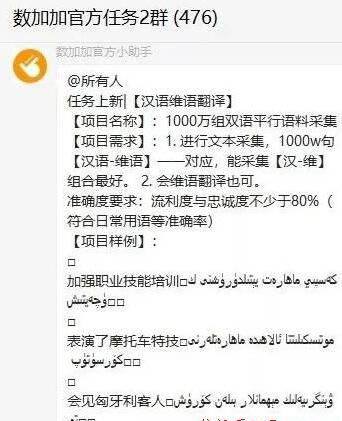 数加加官方任务2群 (476)
数加加官方小助手
@所有人
任务上新|【汉语维语翻译】
【项目名称】：1000万组双语平行语料采集
【项目需求】：1. 进行文本采集，1000w句
【汉语-维语】——对应，能采集【汉-维】
组合最好。 2. 会维语翻译也可。
准确度要求：流利度与忠诚度不少于80%（
符合日常用语等准确率）
【项目样例】：
□
加强职业技能培训□كەسپىي ماھارەت يېتىلدۈرۈشنى ك
ۈچەيتىش□□
□
表演了摩托车特技□موتسىكىلىتتا ئالاھىدە ماھارەتلەرنى
كۆرسۈتۈپ□□
□
会见匈牙利客人□ۋېنگرىيەلىك مېھمانلار بىلەن كۆرۈش